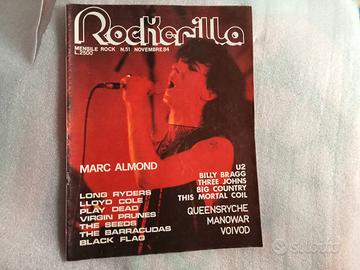 Rockerilla
MENSILE ROCK N.51 NOVEMBRE 84
L.2500
MARC ALMOND
LONG RYDERS
LLOYD COLE
PLAY DEAD
VIRGIN PRUNES
THE SEEDS
THE BARRACUDAS
BLACK FLAG
U2
BILLY BRAGG
THREE JOHNS
BIG COUNTRY
THIS MORTAL COIL
QUEENSRYCHE
MANOWAR
VOIVOD
subito